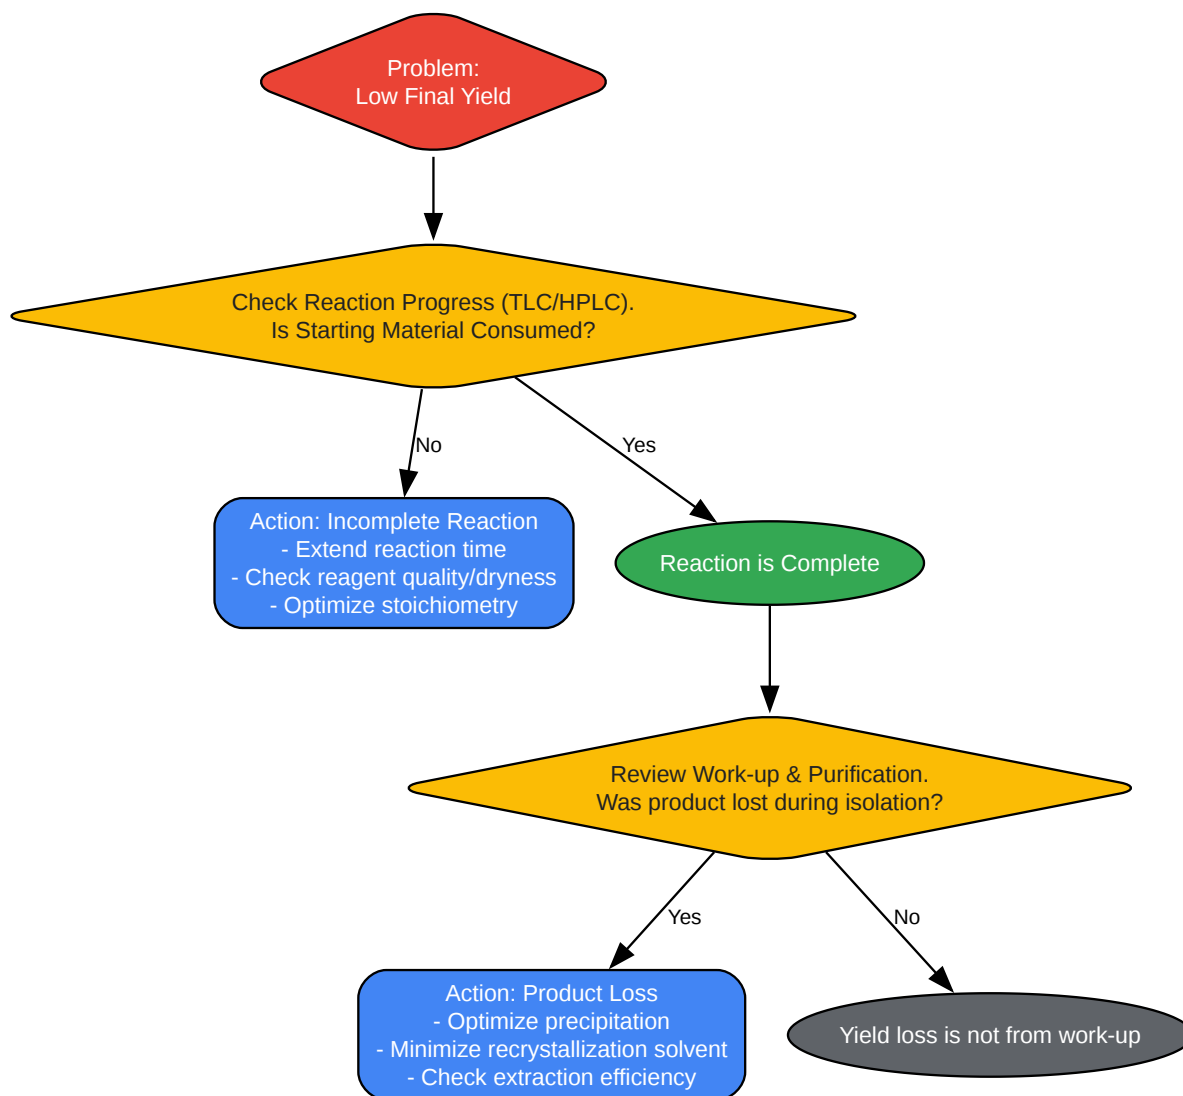 Problem:
Low Final Yield
Check Reaction Progress (TLC/HPLC).
Is Starting Material Consumed?
No
Yes
Action: Incomplete Reaction
- Extend reaction time
- Check reagent quality/dryness
- Optimize stoichiometry
Reaction is Complete
Review Work-up & Purification.
Was product lost during isolation?
Yes
No
Action: Product Loss
- Optimize precipitation
- Minimize recrystallization solvent
- Check extraction efficiency
Yield loss is not from work-up